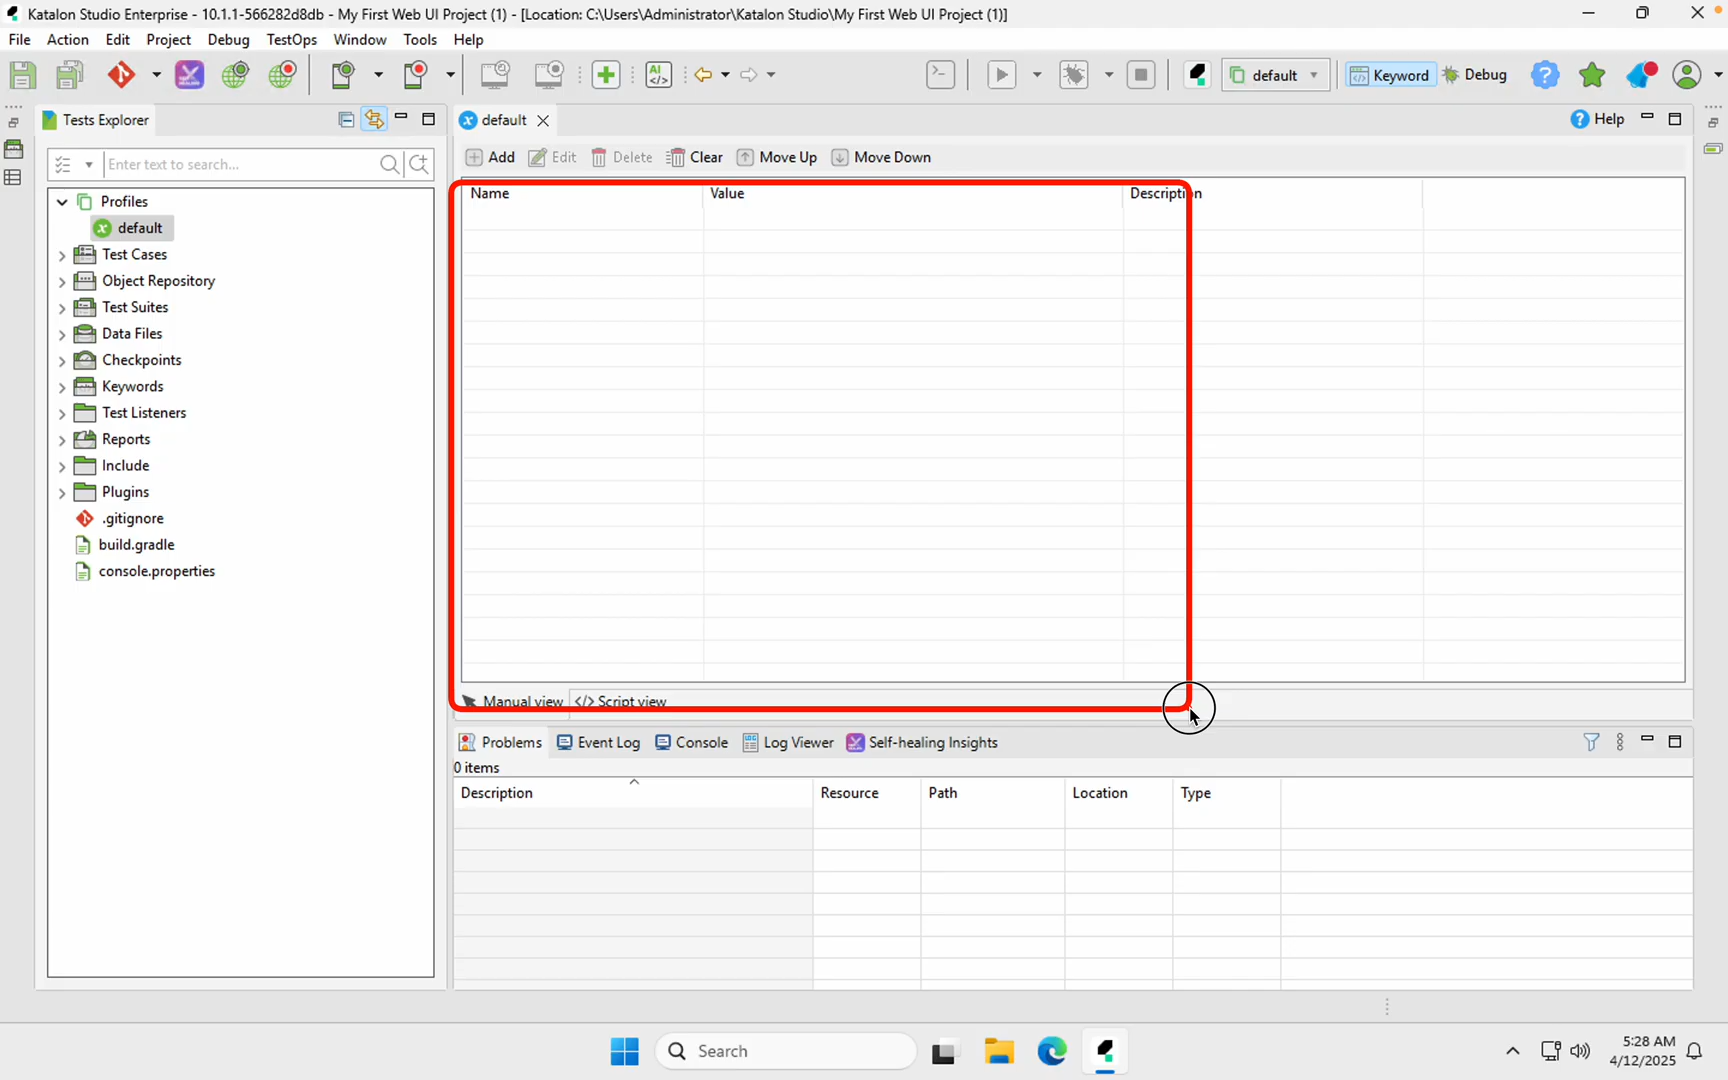 Katalon Studio Enterprise - 10.1.1-566282d8db - My First Web UI Project (1) - [Location: C:\Users\Administrator\Katalon Studio\My First Web UI Project (1)]
File Action Edit Project Debug TestOps Window Tools Help
default Keyword Debug
Tests Explorer
default
Help
Enter text to search...
Add Edit Delete Clear Move Up Move Down
Name Value Description
Profiles
default
Test Cases
Object Repository
Test Suites
Data Files
Checkpoints
Keywords
Test Listeners
Reports
Include
Plugins
.gitignore
build.gradle
console.properties
Manual view </> Script view
Problems Event Log Console Log Viewer Self-healing Insights
0 items
Description Resource Path Location Type
Search
5:28 AM
4/12/2025